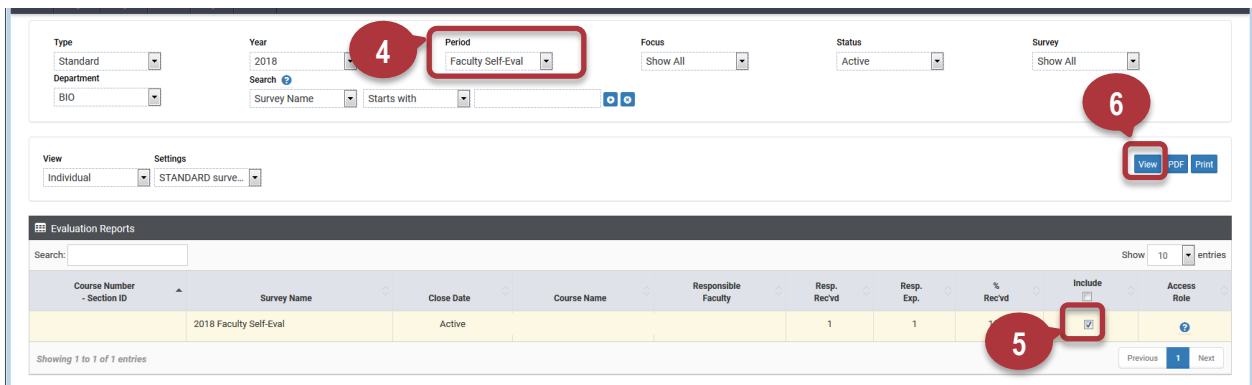 Type Year Period Focus Status Survey
Standard 2018 Faculty Self-Eval Show All Active Show All
4
Department Search
BIO Survey Name Starts with
6
View Settings
Individual STANDARD surve...
View PDF Print
Evaluation Reports
Search: Show 10 entries
Course Number - Section ID Survey Name Close Date Course Name Responsible Faculty Resp. Rec'vd Resp. Exp. % Rec'vd Include Access Role
2018 Faculty Self-Eval Active 1 1
5
Showing 1 to 1 of 1 entries Previous 1 Next